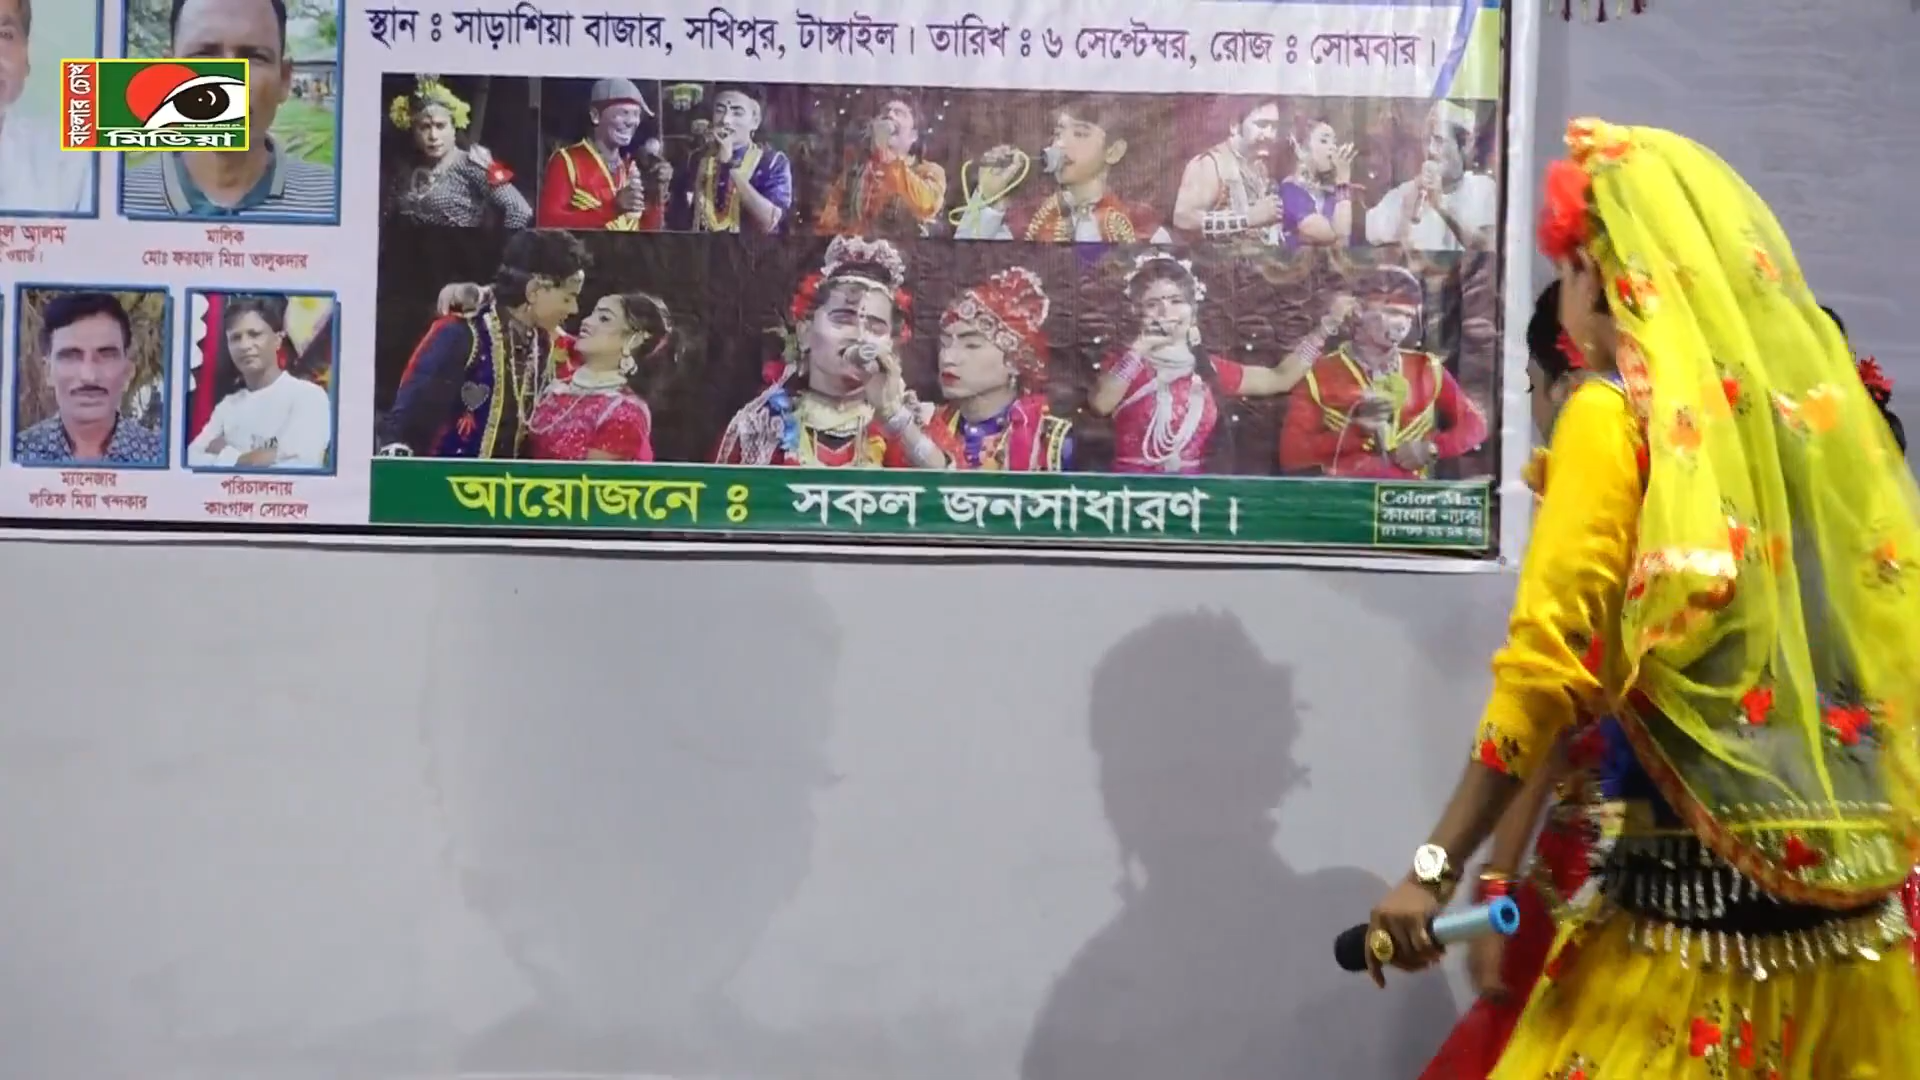 স্থান ঃ সাড়াশিয়া বাজার, সখিপুর, টাঙ্গাইল। তারিখ ঃ ৬ সেপ্টেম্বর, রোজ ঃ সোমবার।
বাংলার চোখ
মিডিয়া
আলম
মালিক
মোঃ ফরহাদ মিয়া তালুকদার
ম্যানেজার
লতিফ মিয়া খন্দকার
পরিচালনায়
কাংগাল সোহেল
আয়োজনে ঃ সকল জনসাধারণ।
Color Max